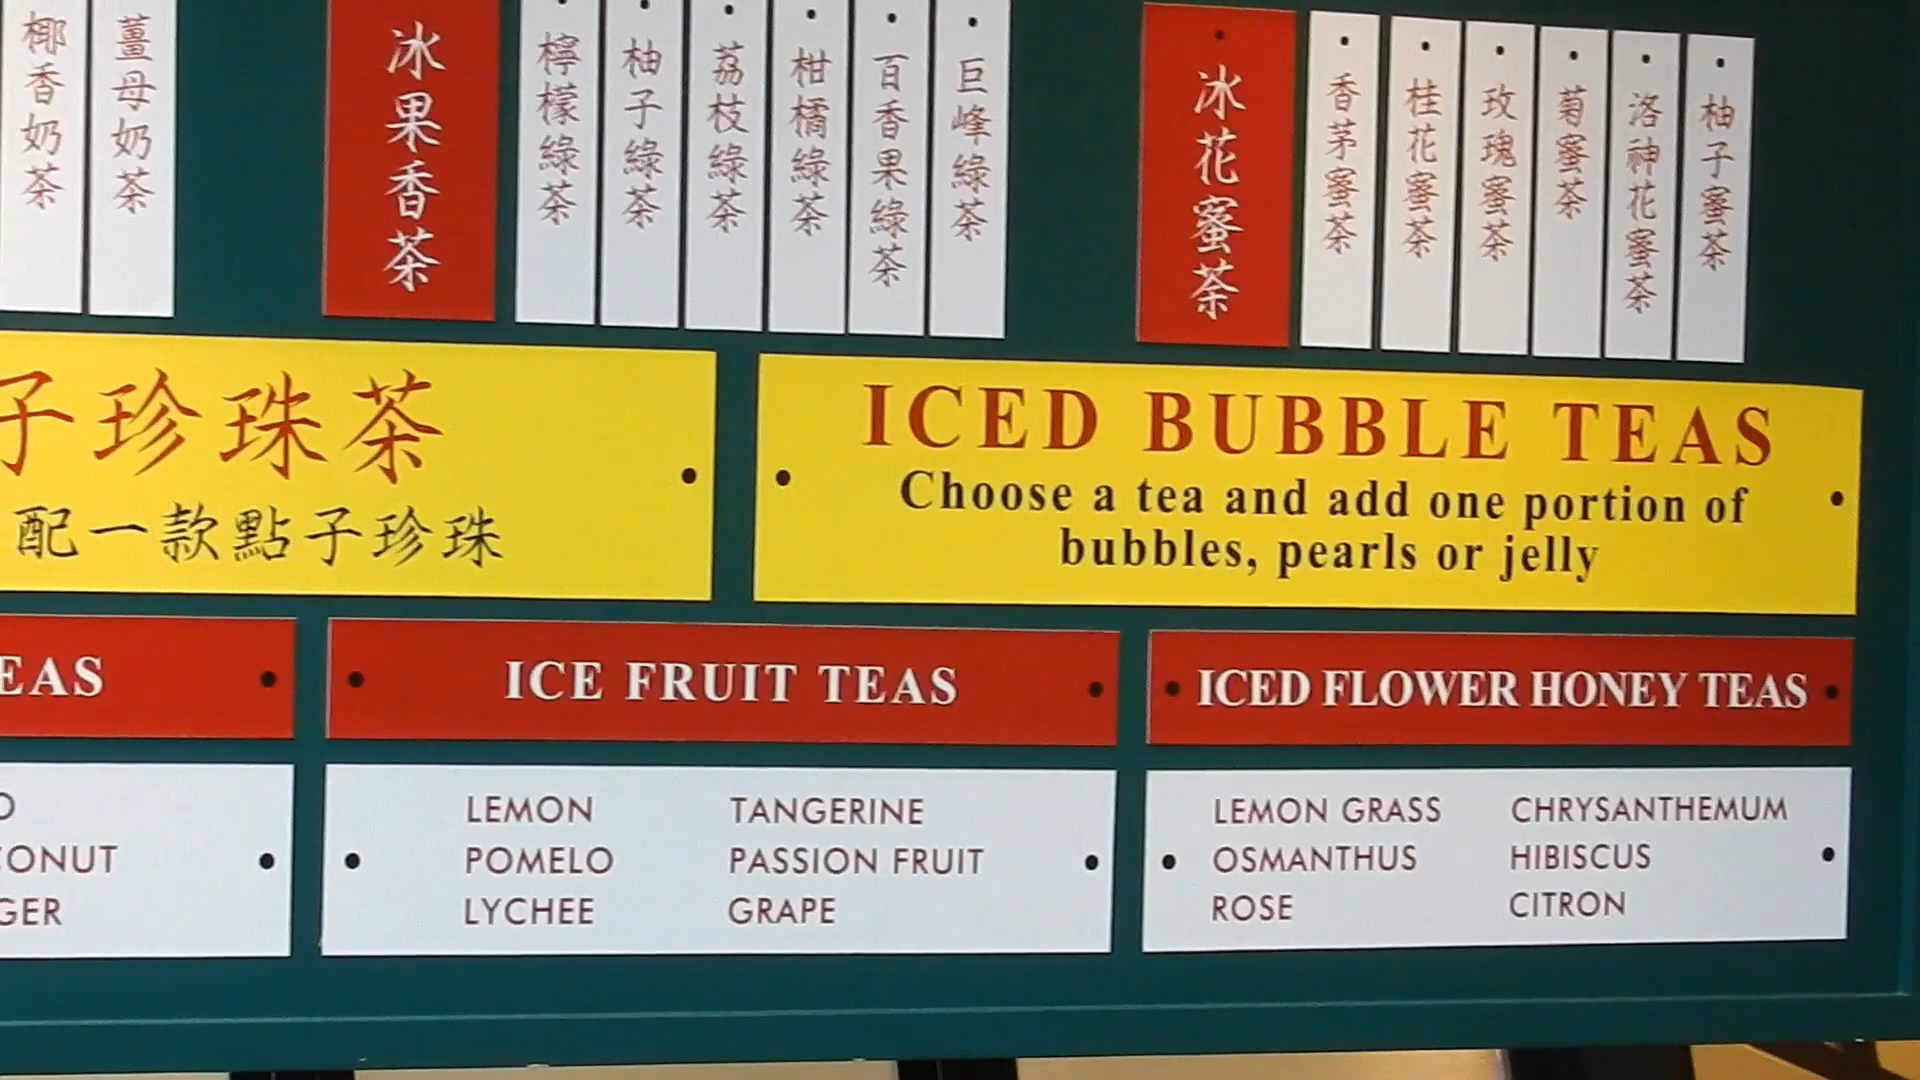 椰香奶茶
薑母奶茶
冰果香茶
檸檬綠茶
柚子綠茶
荔枝綠茶
柑橘綠茶
百香果綠茶
巨峰綠茶
冰花蜜茶
香茅蜜茶
桂花蜜茶
玫瑰蜜茶
菊蜜茶
洛神花蜜茶
柚子蜜茶
子珍珠茶
配一款點子珍珠
ICED BUBBLE TEAS
Choose a tea and add one portion of
bubbles, pearls or jelly
EAS
ICE FRUIT TEAS
ICED FLOWER HONEY TEAS
O
CONUT
GER
LEMON TANGERINE
POMELO PASSION FRUIT
LYCHEE GRAPE
LEMON GRASS CHRYSANTHEMUM
OSMANTHUS HIBISCUS
ROSE CITRON